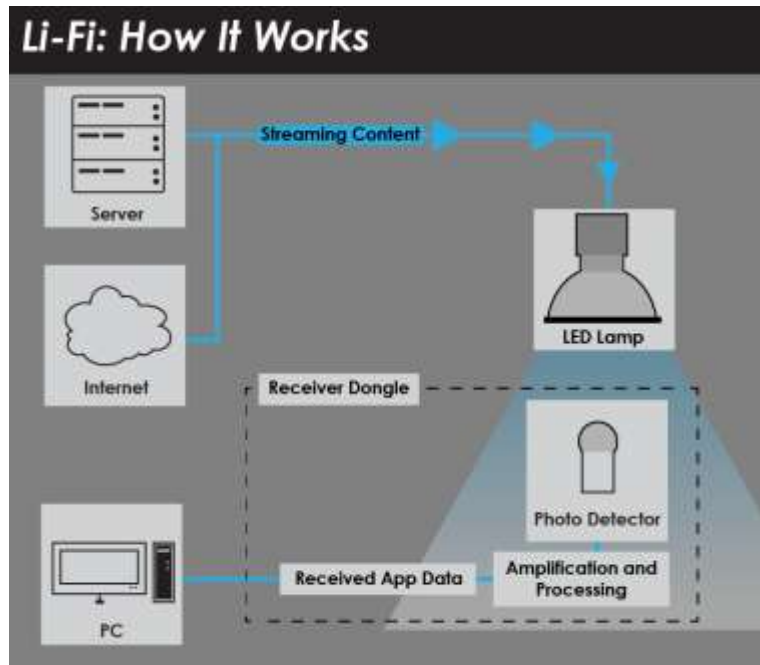 Li-Fi: How It Works
Server
Streaming Content
LED Lamp
Internet
Receiver Dongle
Photo Detector
Amplification and
Processing
Received App Data
PC